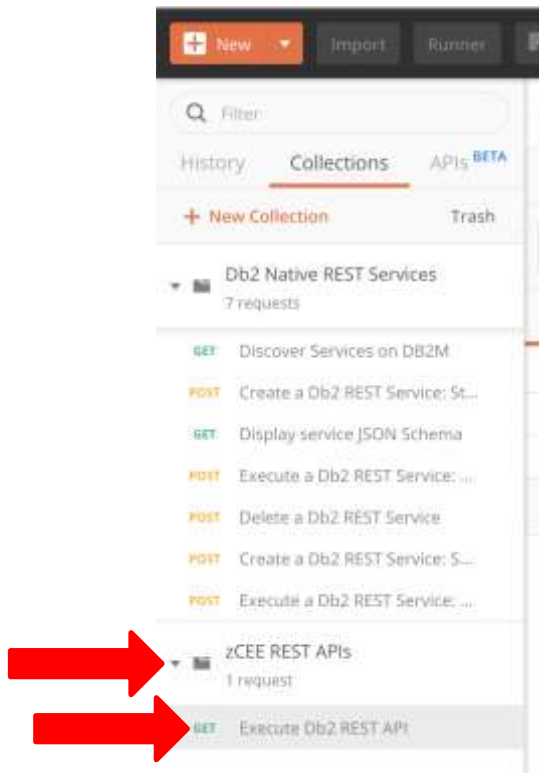 New
Import
Runner
Filter
History
Collections
APIs BETA
+ New Collection
Trash
Db2 Native REST Services
7 requests
GET Discover Services on DB2M
POST Create a Db2 REST Service: St...
GET Display service JSON Schema
POST Execute a Db2 REST Service: ...
POST Delete a Db2 REST Service
POST Create a Db2 REST Service: S...
POST Execute a Db2 REST Service: ...
zCEE REST APIs
1 request
GET Execute Db2 REST API